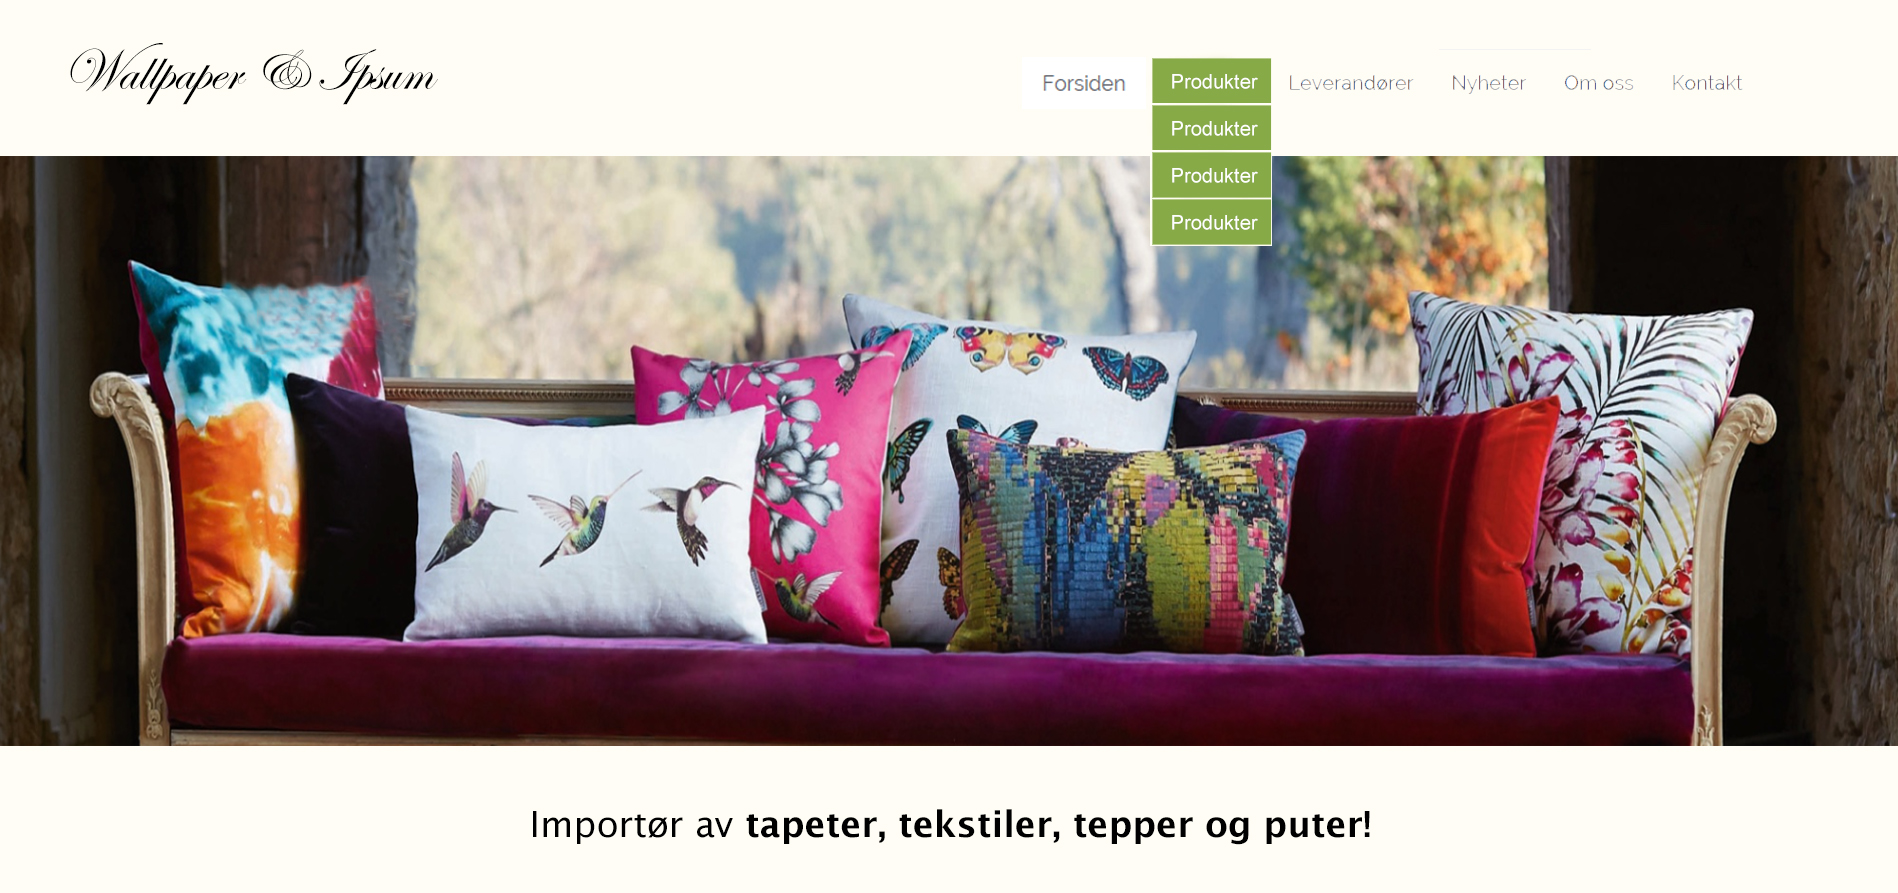 Wallpaper & Ipsum
Forsiden Produkter Leverandører Nyheter Om oss Kontakt
Produkter
Produkter
Produkter
Importør av tapeter, tekstiler, tepper og puter!